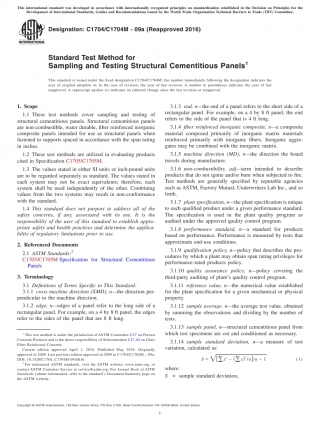 This international standard was developed in accordance with internationally recognized principles on standardization established in the Decision on Principles for the
Development of International Standards, Guides and Recommendations issued by the World Trade Organization Technical Barriers to Trade (TBT) Committee.
Designation: C1704/C1704M − 09a (Reapproved 2016)
INTERNATIONAL
Standard Test Method for
Sampling and Testing Structural Cementitious Panels1
This standard is issued under the fixed designation C1704/C1704M; the number immediately following the designation indicates the
year of original adoption or, in the case of revision, the year of last revision. A number in parentheses indicates the year of last
reapproval. A superscript epsilon (ε) indicates an editorial change since the last revision or reapproval.
1. Scope
1.1 These test methods cover sampling and testing of
structural cementitious panels. Structural cementitious panels
are non-combustible, water durable, fiber reinforced inorganic
composite panels intended for use as structural panels when
fastened to supports spaced in accordance with the span rating
in inches.
1.2 These test methods are utilized in evaluating products
cited in Specification C1705/C1705M.
1.3 The values stated in either SI units or inch-pound units
are to be regarded separately as standard. The values stated in
each system may not be exact equivalents; therefore, each
system shall be used independently of the other. Combining
values from the two systems may result in non-conformance
with the standard.
1.4 This standard does not purport to address all of the
safety concerns, if any, associated with its use. It is the
responsibility of the user of this standard to establish appro-
priate safety and health practices and determine the applica-
bility of regulatory limitations prior to use.
2. Referenced Documents
2.1 ASTM Standards:2
C1705/C1705M Specification for Structural Cementitious
Panels
3. Terminology
3.1 Definitions of Terms Specific to This Standard:
3.1.1 cross machine direction (XMD), n—the direction per-
pendicular to the machine direction.
3.1.2 edge, n—edges of a panel refer to the long side of a
rectangular panel. For example, on a 4 by 8 ft panel, the edges
refer to the sides of the panel that are 8 ft long.
1 This test method is under the jurisdiction of ASTM Committee C27 on Precast
Concrete Products and is the direct responsibility of Subcommittee C27.40 on Glass
Fiber Reinforced Concrete.
Current edition approved April 1, 2016. Published May 2016. Originally
approved in 2009. Last previous edition approved in 2009 as C1704/C1704M – 09a.
2 For referenced ASTM standards, visit the ASTM website, www.astm.org, or
contact ASTM Customer Service at service@astm.org. For Annual Book of ASTM
Standards volume information, refer to the standard's Document Summary page on
the ASTM website.
3.1.3 end, n—the end of a panel refers to the short side of a
rectangular panel. For example, on a 4 by 8 ft panel, the end
refers to the side of the panel that is 4 ft long.
3.1.4 fiber reinforced inorganic composite, n—a composite
material composed primarily of inorganic matrix materials
reinforced primarily with inorganic fibers. Inorganic aggre-
gates may be combined with the inorganic matrix.
3.1.5 machine direction (MD), n—the direction the board
travels during manufacture.
3.1.6 non-combustibility, adj—term intended to describe
products that do not ignite and/or burn when subjected to fire.
Test methods are generally specified by reputable agencies
such as ASTM, Factory Mutual, Underwriters Lab Inc., and so
forth.
3.1.7 plant specification, n—the plant specification is unique
to each qualified product under a given performance standard.
The specification is used in the plant quality program as
audited under the approved quality control program.
3.1.8 performance standard, n—a standard for products
based on performance. Performance is measured by tests that
approximate end-use conditions.
3.1.9 qualification policy, n—policy that describes the pro-
cedures by which a plant may obtain span rating privileges for
performance-rated products policy.
3.1.10 quality assurance policy, n—policy covering the
third-party auditing of plant's quality control program.
3.1.11 reference value, n—the numerical value established
for the plant specification for a given mechanical or physical
property.
3.1.12 sample average, n—the average test value, obtained
by summing the observations and dividing by the number of
tests.
3.1.13 sample panel, n—structural cementitious panel from
which test specimens are cut and conditioned as necessary.
3.1.14 sample standard deviation, n—a measure of test
variation, calculated as:
where:
S = sample standard deviation,
Copyright © ASTM International, 100 Barr Harbor Drive, PO Box C700, West Conshohocken, PA 19428-2959. United States
1